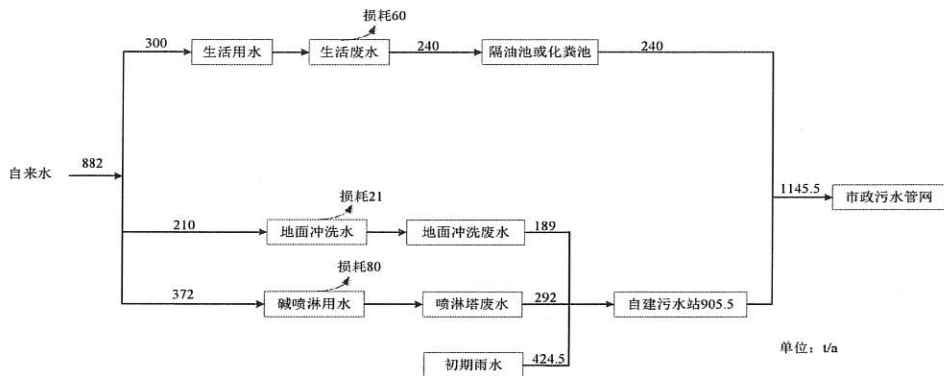 损耗60
300
生活用水
生活废水
240
隔油池或化粪池
240
自来水
882
1145.5
市政污水管网
损耗21
210
地面冲洗水
地面冲洗废水
189
损耗80
372
碱喷淋用水
喷淋塔废水
292
自建污水站905.5
初期雨水
424.5
单位：t/a